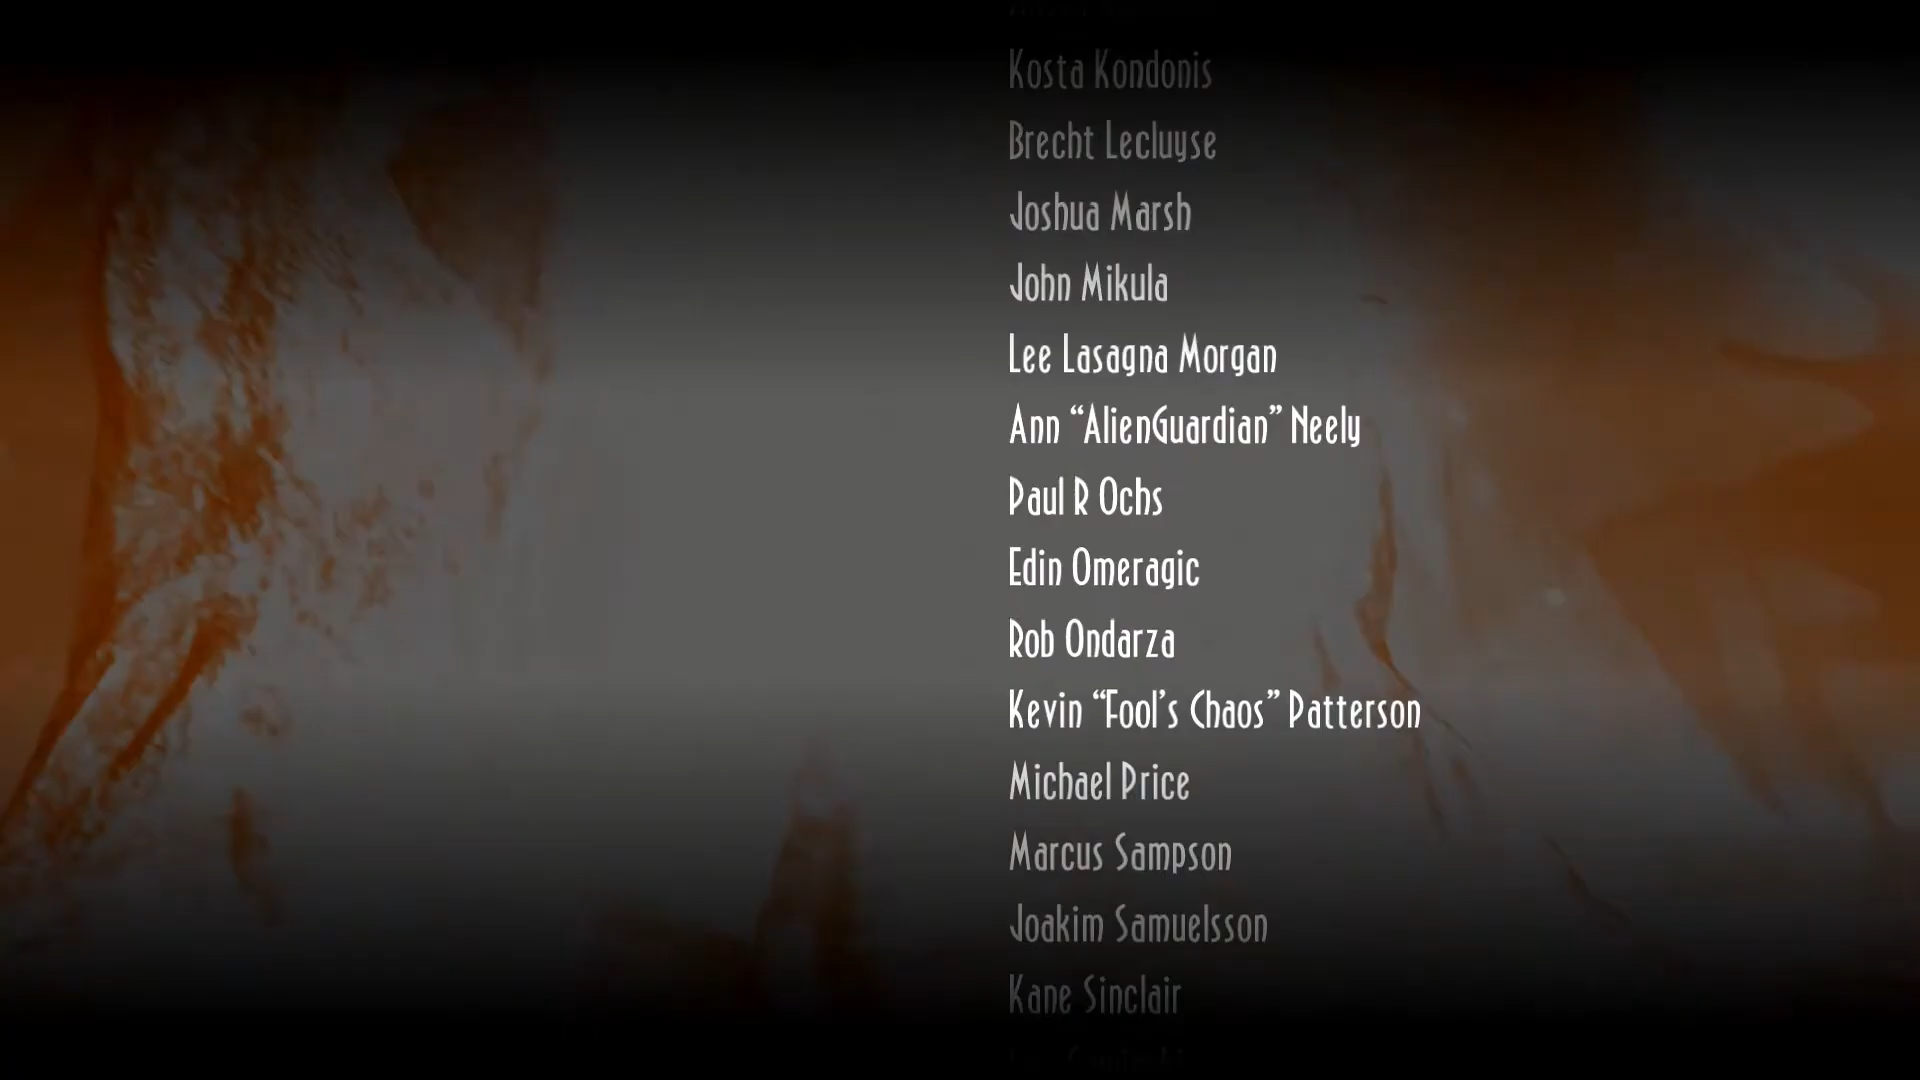 Kosta Kondonis
Brecht Lecluyse
Joshua Marsh
John Mikula
Lee Lasagna Morgan
Ann “AlienGuardian” Neely
Paul R Ochs
Edin Omeragic
Rob Ondarza
Kevin “Fool’s Chaos” Patterson
Michael Price
Marcus Sampson
Joakim Samuelsson
Kane Sinclair